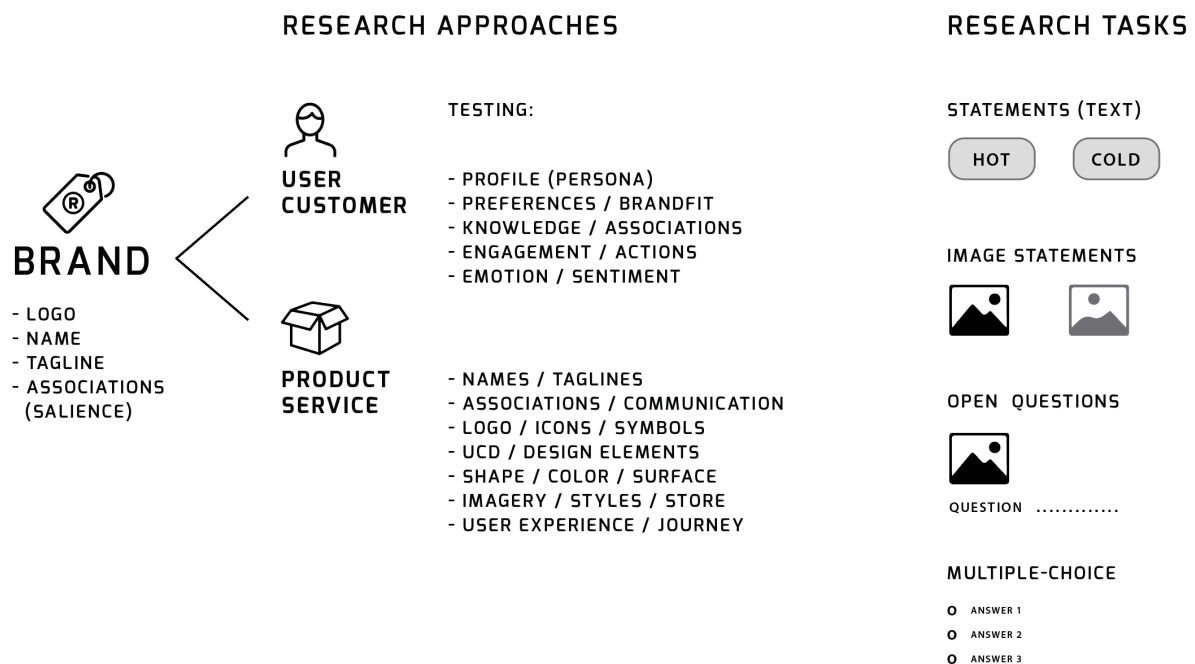 RESEARCH APPROACHES
RESEARCH TASKS
®
BRAND
- LOGO
- NAME
- TAGLINE
- ASSOCIATIONS
(SALIENCE)
USER
CUSTOMER
TESTING:
- PROFILE (PERSONA)
- PREFERENCES / BRANDFIT
- KNOWLEDGE / ASSOCIATIONS
- ENGAGEMENT / ACTIONS
- EMOTION / SENTIMENT
PRODUCT
SERVICE
- NAMES / TAGLINES
- ASSOCIATIONS / COMMUNICATION
- LOGO / ICONS / SYMBOLS
- UCD / DESIGN ELEMENTS
- SHAPE / COLOR / SURFACE
- IMAGERY / STYLES / STORE
- USER EXPERIENCE / JOURNEY
STATEMENTS (TEXT)
HOT COLD
IMAGE STATEMENTS
OPEN QUESTIONS
QUESTION .............
MULTIPLE-CHOICE
O ANSWER 1
O ANSWER 2
O ANSWER 3